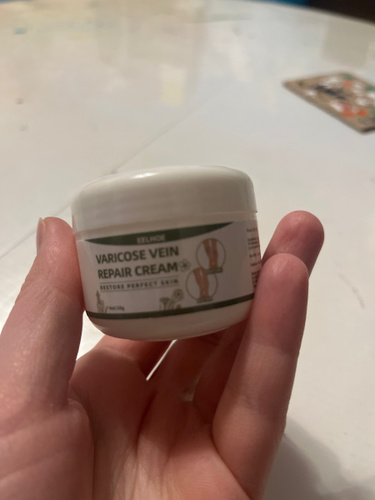 EELHOE
VARICOSE VEIN
REPAIR CREAM
RESTORE PERFECT SKIN